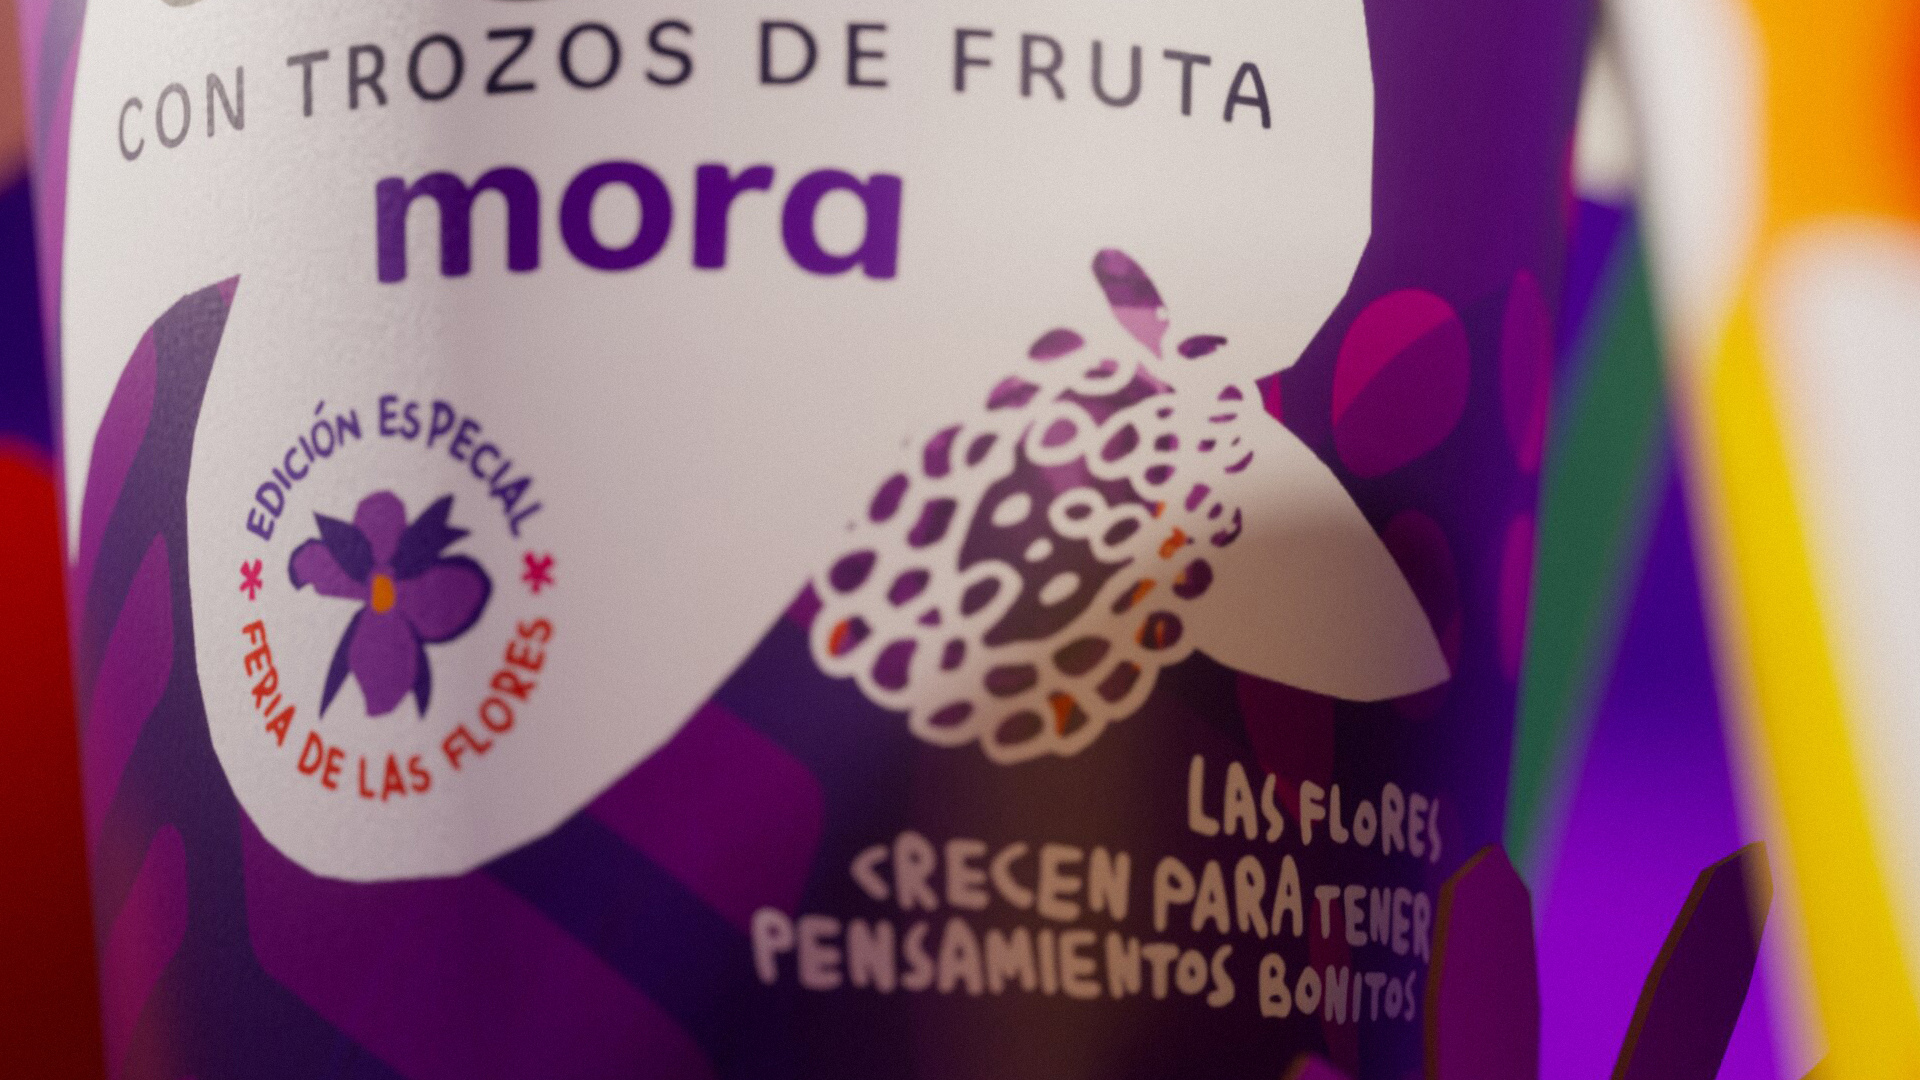 CON TROZOS DE FRUTA
mora
EDICIÓN ESPECIAL
* FERIA DE LAS FLORES *
LAS FLORES
CRECEN PARA TENER
PENSAMIENTOS BONITOS